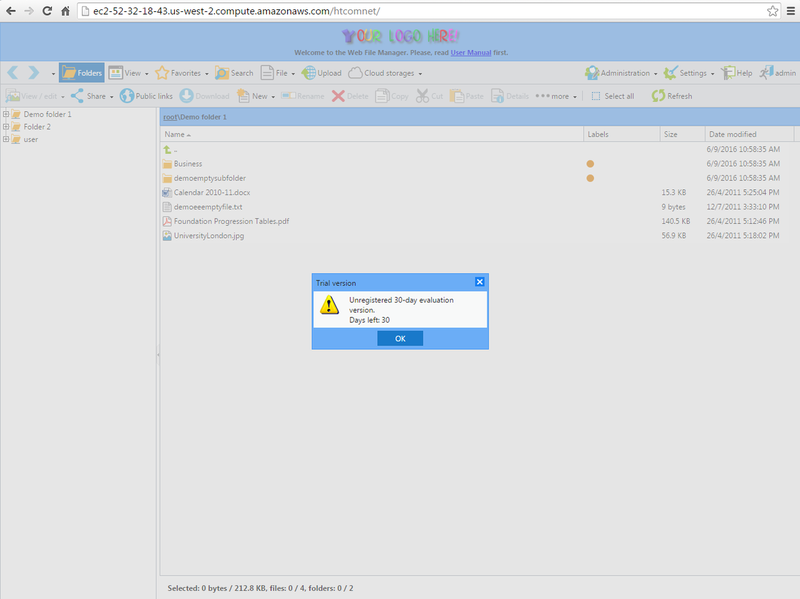 ec2-52-32-18-43.us-west-2.compute.amazonaws.com/htcomnet/
YOUR LOGO HERE!
Welcome to the Web File Manager. Please, read User Manual first.
Folders View Favorites Search File Upload Cloud storages Administration Settings Help admin
View / edit Share Public links Download New Rename Delete Copy Cut Paste Details more Select all Refresh
Demo folder 1
Folder 2
user
root\Demo folder 1
Name Labels Size Date modified
.. 6/9/2016 10:58:35 AM
Business 6/9/2016 10:58:35 AM
demoemptysubfolder 6/9/2016 10:58:35 AM
Calendar 2010-11.docx 15.3 KB 26/4/2011 5:25:04 PM
demoeeemptyfile.txt 9 bytes 12/7/2011 3:33:10 PM
Foundation Progression Tables.pdf 140.5 KB 26/4/2011 5:12:46 PM
UniversityLondon.jpg 56.9 KB 26/4/2011 5:18:02 PM
Trial version
Unregistered 30-day evaluation
version.
Days left: 30
OK
Selected: 0 bytes / 212.8 KB, files: 0 / 4, folders: 0 / 2